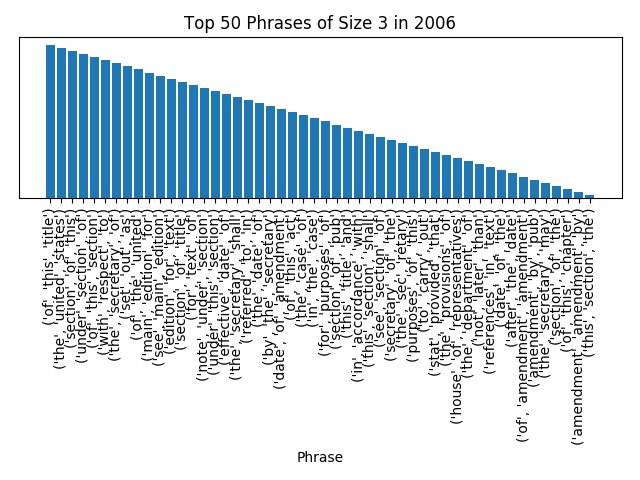 Top 50 Phrases of Size 3 in 2006
('of', 'this', 'title')
('the', 'united', 'states')
('section', 'of', 'this')
('under', 'section', 'of')
('of', 'this', 'section')
('with', 'respect', 'to')
('the', 'secretary', 'of')
('set', 'out', 'as')
('of', 'the', 'united')
('main', 'edition', 'for')
('see', 'main', 'edition')
('edition', 'for', 'text')
('section', 'of', 'title')
('for', 'text', 'of')
('note', 'under', 'section')
('under', 'this', 'section')
('effective', 'date', 'of')
('the', 'secretary', 'shall')
('referred', 'to', 'in')
('the', 'date', 'of')
('by', 'the', 'secretary')
('date', 'of', 'amendment')
('of', 'this', 'act')
('the', 'case', 'of')
('in', 'the', 'case')
('for', 'purposes', 'of')
('section', 'of', 'pub')
('this', 'title', 'and')
('in', 'accordance', 'with')
('this', 'section', 'shall')
('see', 'section', 'of')
('secretary', 'of', 'the')
('the', 'sec', 'retary')
('purposes', 'of', 'this')
('to', 'carry', 'out')
('stat', 'provided', 'that')
('the', 'provisions', 'of')
('house', 'of', 'representatives')
('the', 'department', 'of')
('not', 'later', 'than')
('references', 'in', 'text')
('date', 'of', 'the')
('after', 'the', 'date')
('of', 'amendment', 'amendment')
('amendment', 'by', 'pub')
('the', 'secretary', 'may')
('section', 'of', 'the')
('of', 'this', 'chapter')
('amendment', 'amendment', 'by')
('this', 'section', 'the')
Phrase